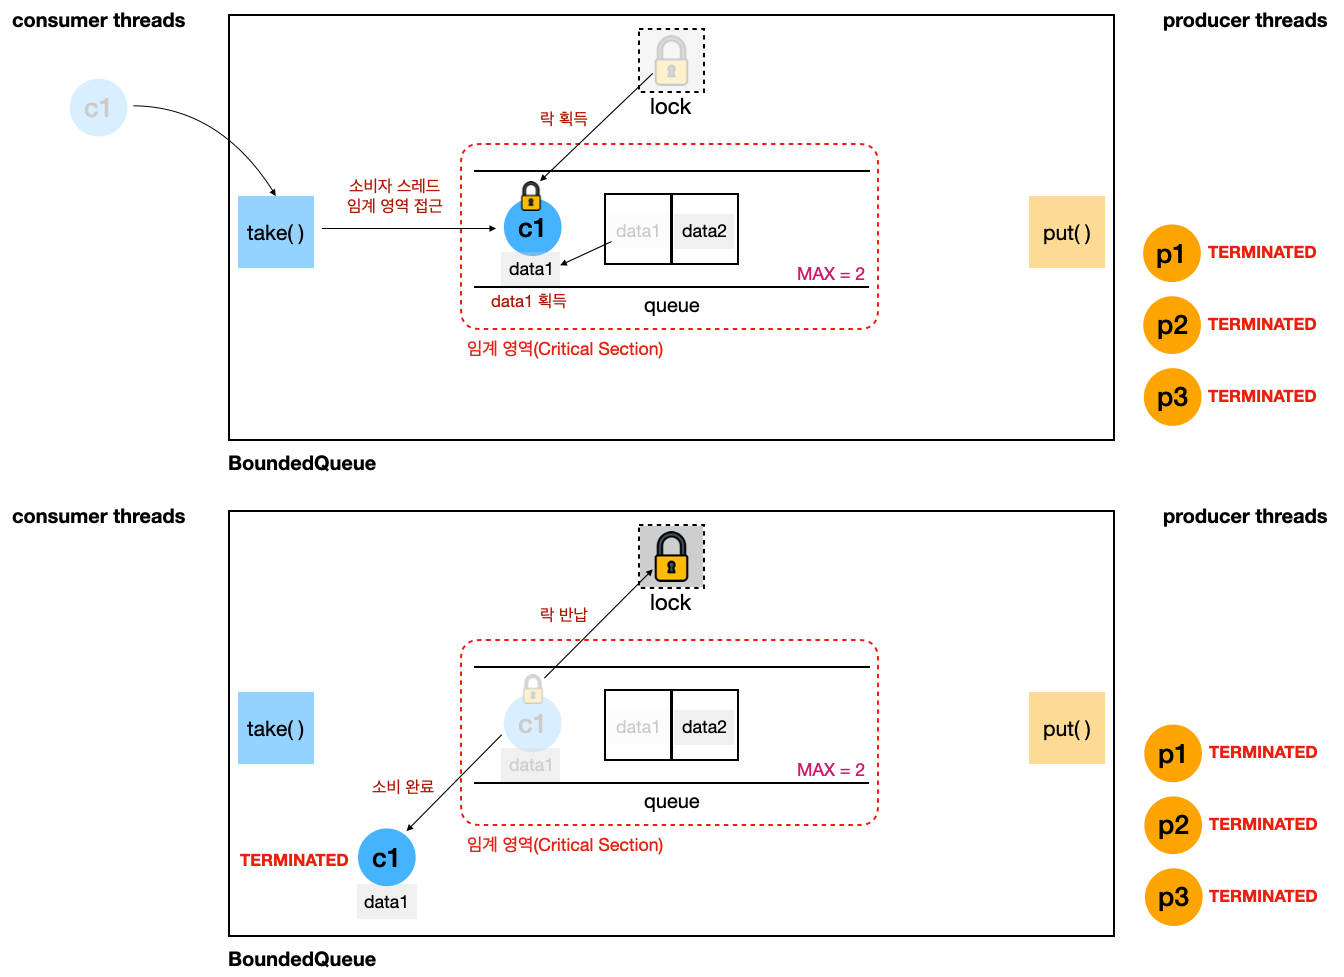 consumer threads
producer threads
c1
lock
락 획득
소비자 스레드
임계 영역 접근
take( )
c1
data1
data1
data2
MAX = 2
data1 획득
queue
임계 영역(Critical Section)
put( )
p1 TERMINATED
p2 TERMINATED
p3 TERMINATED
BoundedQueue
consumer threads
producer threads
lock
락 반납
take( )
c1
data1
data1
data2
MAX = 2
queue
임계 영역(Critical Section)
소비 완료
TERMINATED c1
data1
put( )
p1 TERMINATED
p2 TERMINATED
p3 TERMINATED
BoundedQueue